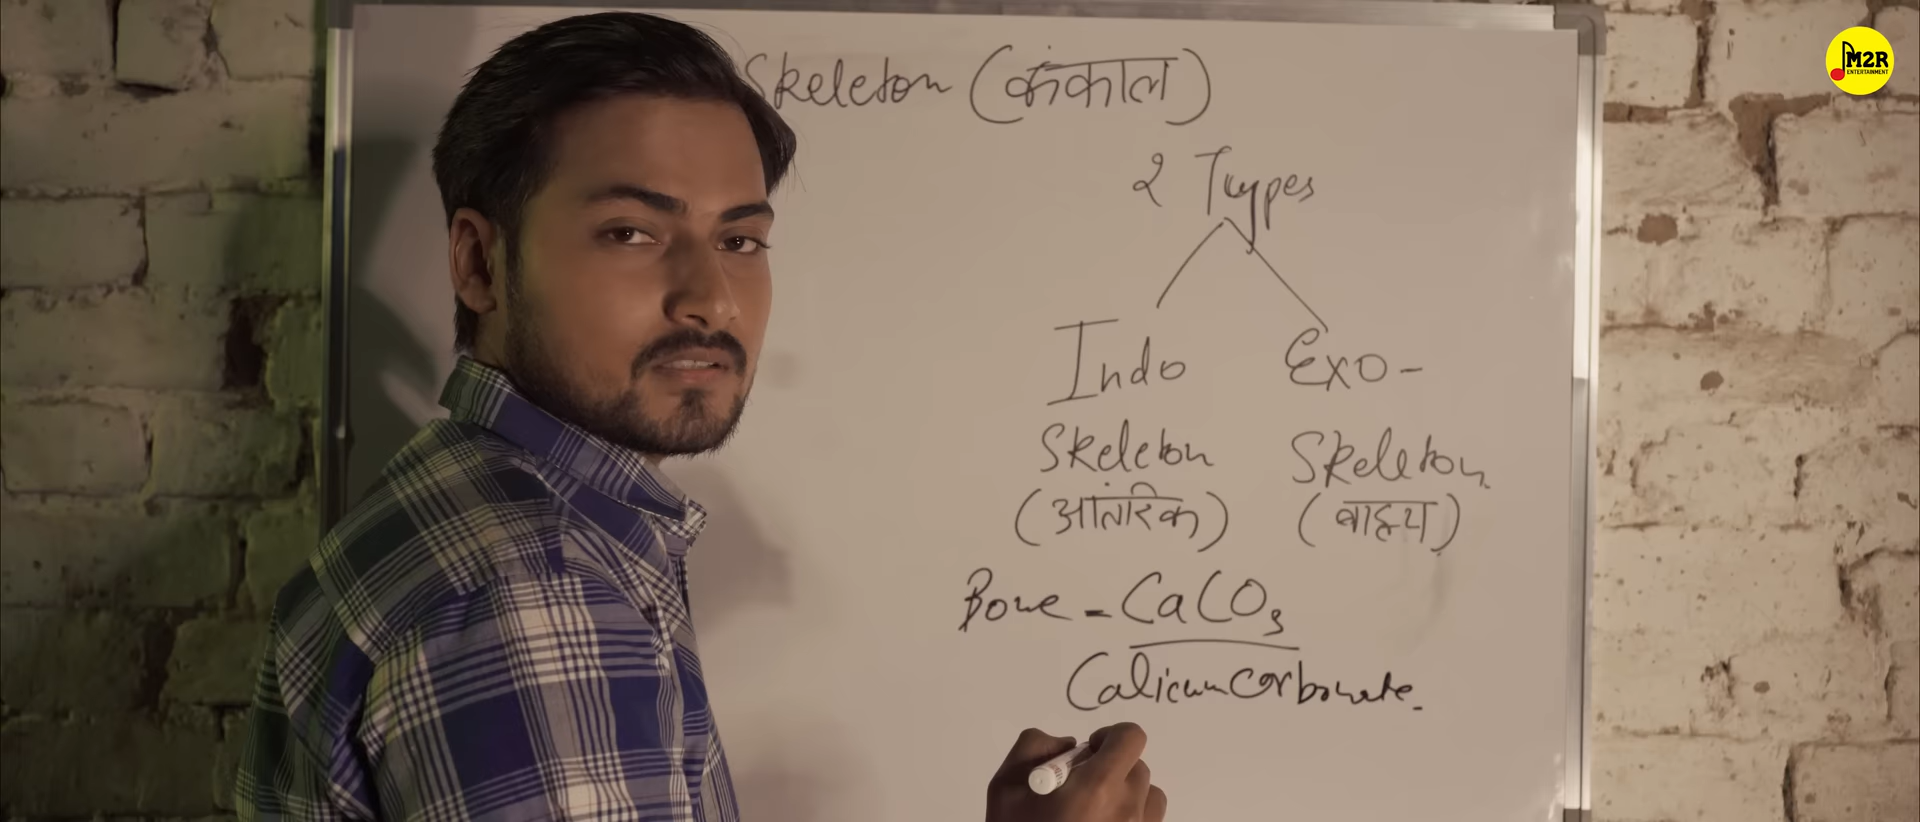 Skeleton (कंकाल)
2 Types
Indo Exo-
Skeleton Skeleton
(आंतरिक) (बाह्य)
Bone = CaCO3
Calicum Carbonate.
M2R
ENTERTAINMENT